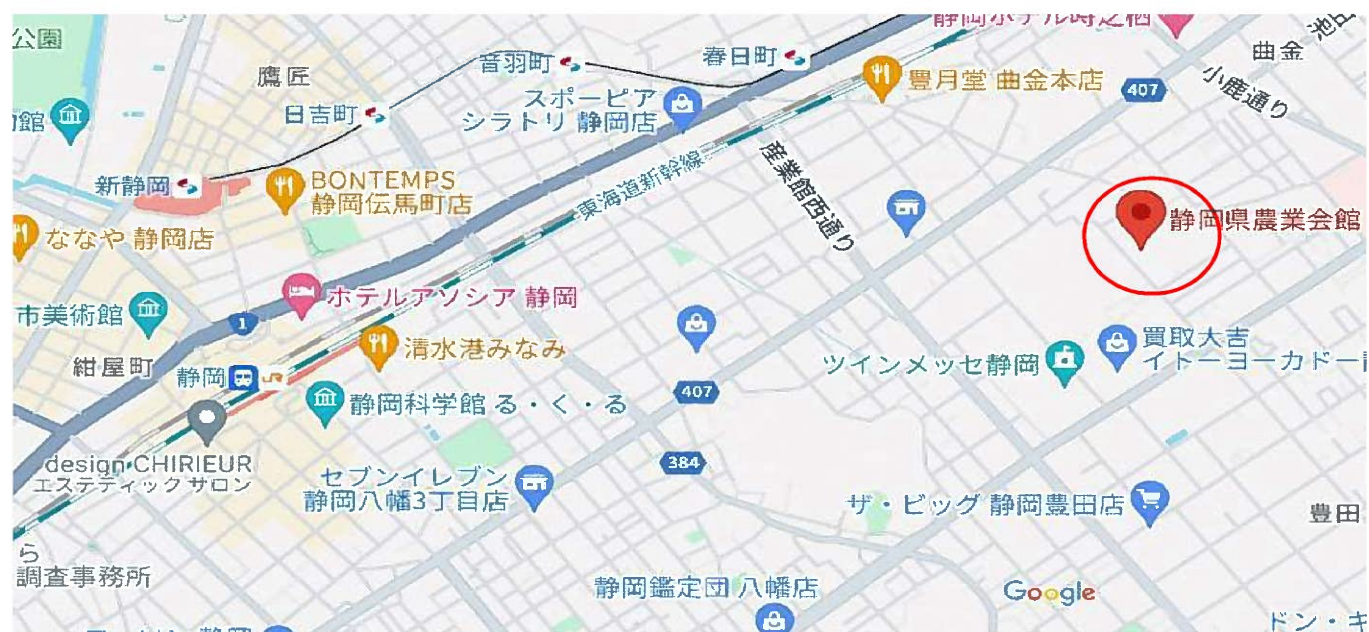 静岡ホテル時之栖
公園
曲金
池田
鷹匠
音羽町
春日町
豊月堂 曲金本店
407
小鹿通り
館
日吉町
スポーピア
シラトリ 静岡店
新静岡
BONTEMPS
静岡伝馬町店
東海道新幹線
産業館西通り
静岡県農業会館
ななや 静岡店
ホテルアソシア 静岡
市美術館
1
清水港みなみ
買取大吉
イトーヨーカドー
紺屋町
静岡
JR
ツインメッセ静岡
静岡科学館 る・く・る
407
design CHIRIEUR
エステティックサロン
384
セブンイレブン
静岡八幡3丁目店
ザ・ビッグ 静岡豊田店
豊田
ら
調査事務所
静岡鑑定団 八幡店
Google
ドン・キ